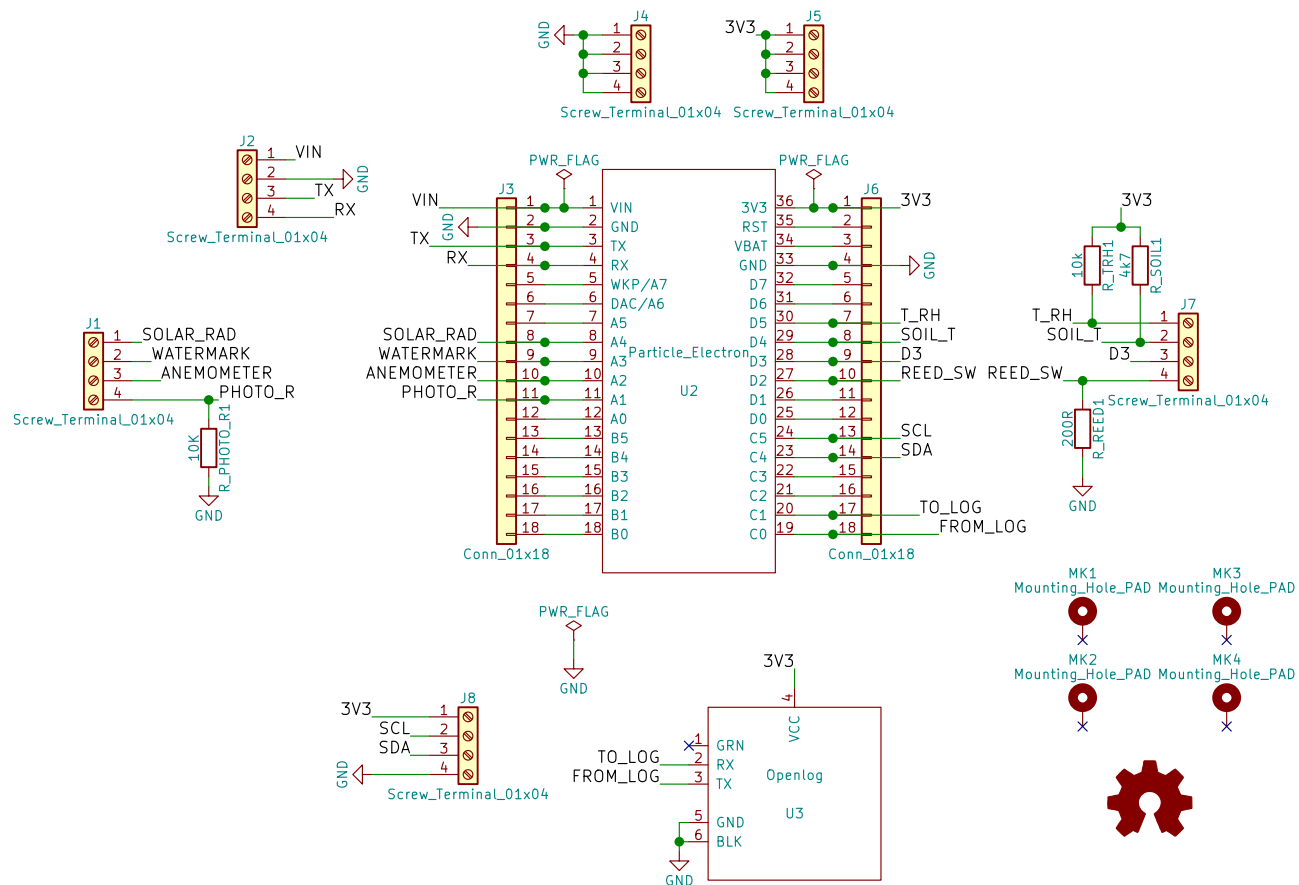 J4
GND
1
2
3
4
Screw_Terminal_01x04
J5
3V3
1
2
3
4
Screw_Terminal_01x04
J2
1 VIN
2 GND
3 TX
4 RX
Screw_Terminal_01x04
J1
1 SOLAR_RAD
2 WATERMARK
3 ANEMOMETER
4 PHOTO_R
Screw_Terminal_01x04
10K
R_PHOTO_R1
GND
PWR_FLAG
PWR_FLAG
J3
VIN 1
GND 2
TX 3
RX 4
5
6
7
SOLAR_RAD 8
WATERMARK 9
ANEMOMETER 10
PHOTO_R 11
12
13
14
15
16
17
18
Conn_01x18
1 VIN
2 GND
3 TX
4 RX
5 WKP/A7
6 DAC/A6
7 A5
8 A4
9 A3
10 A2
11 A1
12 A0
13 B5
14 B4
15 B3
16 B2
17 B1
18 B0
Particle_Electron
U2
3V3 36
RST 35
VBAT 34
GND 33
D7 32
D6 31
D5 30
D4 29
D3 28
D2 27
D1 26
D0 25
C5 24
C4 23
C3 22
C2 21
C1 20
C0 19
J6
1 3V3
2
3
4 GND
5
6
7 T_RH
8 SOIL_T
9 D3
10 REED_SW
11
12
13 SCL
14 SDA
15
16
17 TO_LOG
18 FROM_LOG
Conn_01x18
3V3
10k
R_TRH1
4k7
R_SOIL1
J7
T_RH 1
SOIL_T 2
D3 3
REED_SW 4
Screw_Terminal_01x04
200R
R_REED1
GND
MK1
Mounting_Hole_PAD
MK3
Mounting_Hole_PAD
MK2
Mounting_Hole_PAD
MK4
Mounting_Hole_PAD
PWR_FLAG
GND
J8
3V3 1
SCL 2
SDA 3
GND 4
Screw_Terminal_01x04
3V3
4
VCC
1 GRN
TO_LOG 2 RX
FROM_LOG 3 TX
Openlog
U3
5 GND
6 BLK
GND